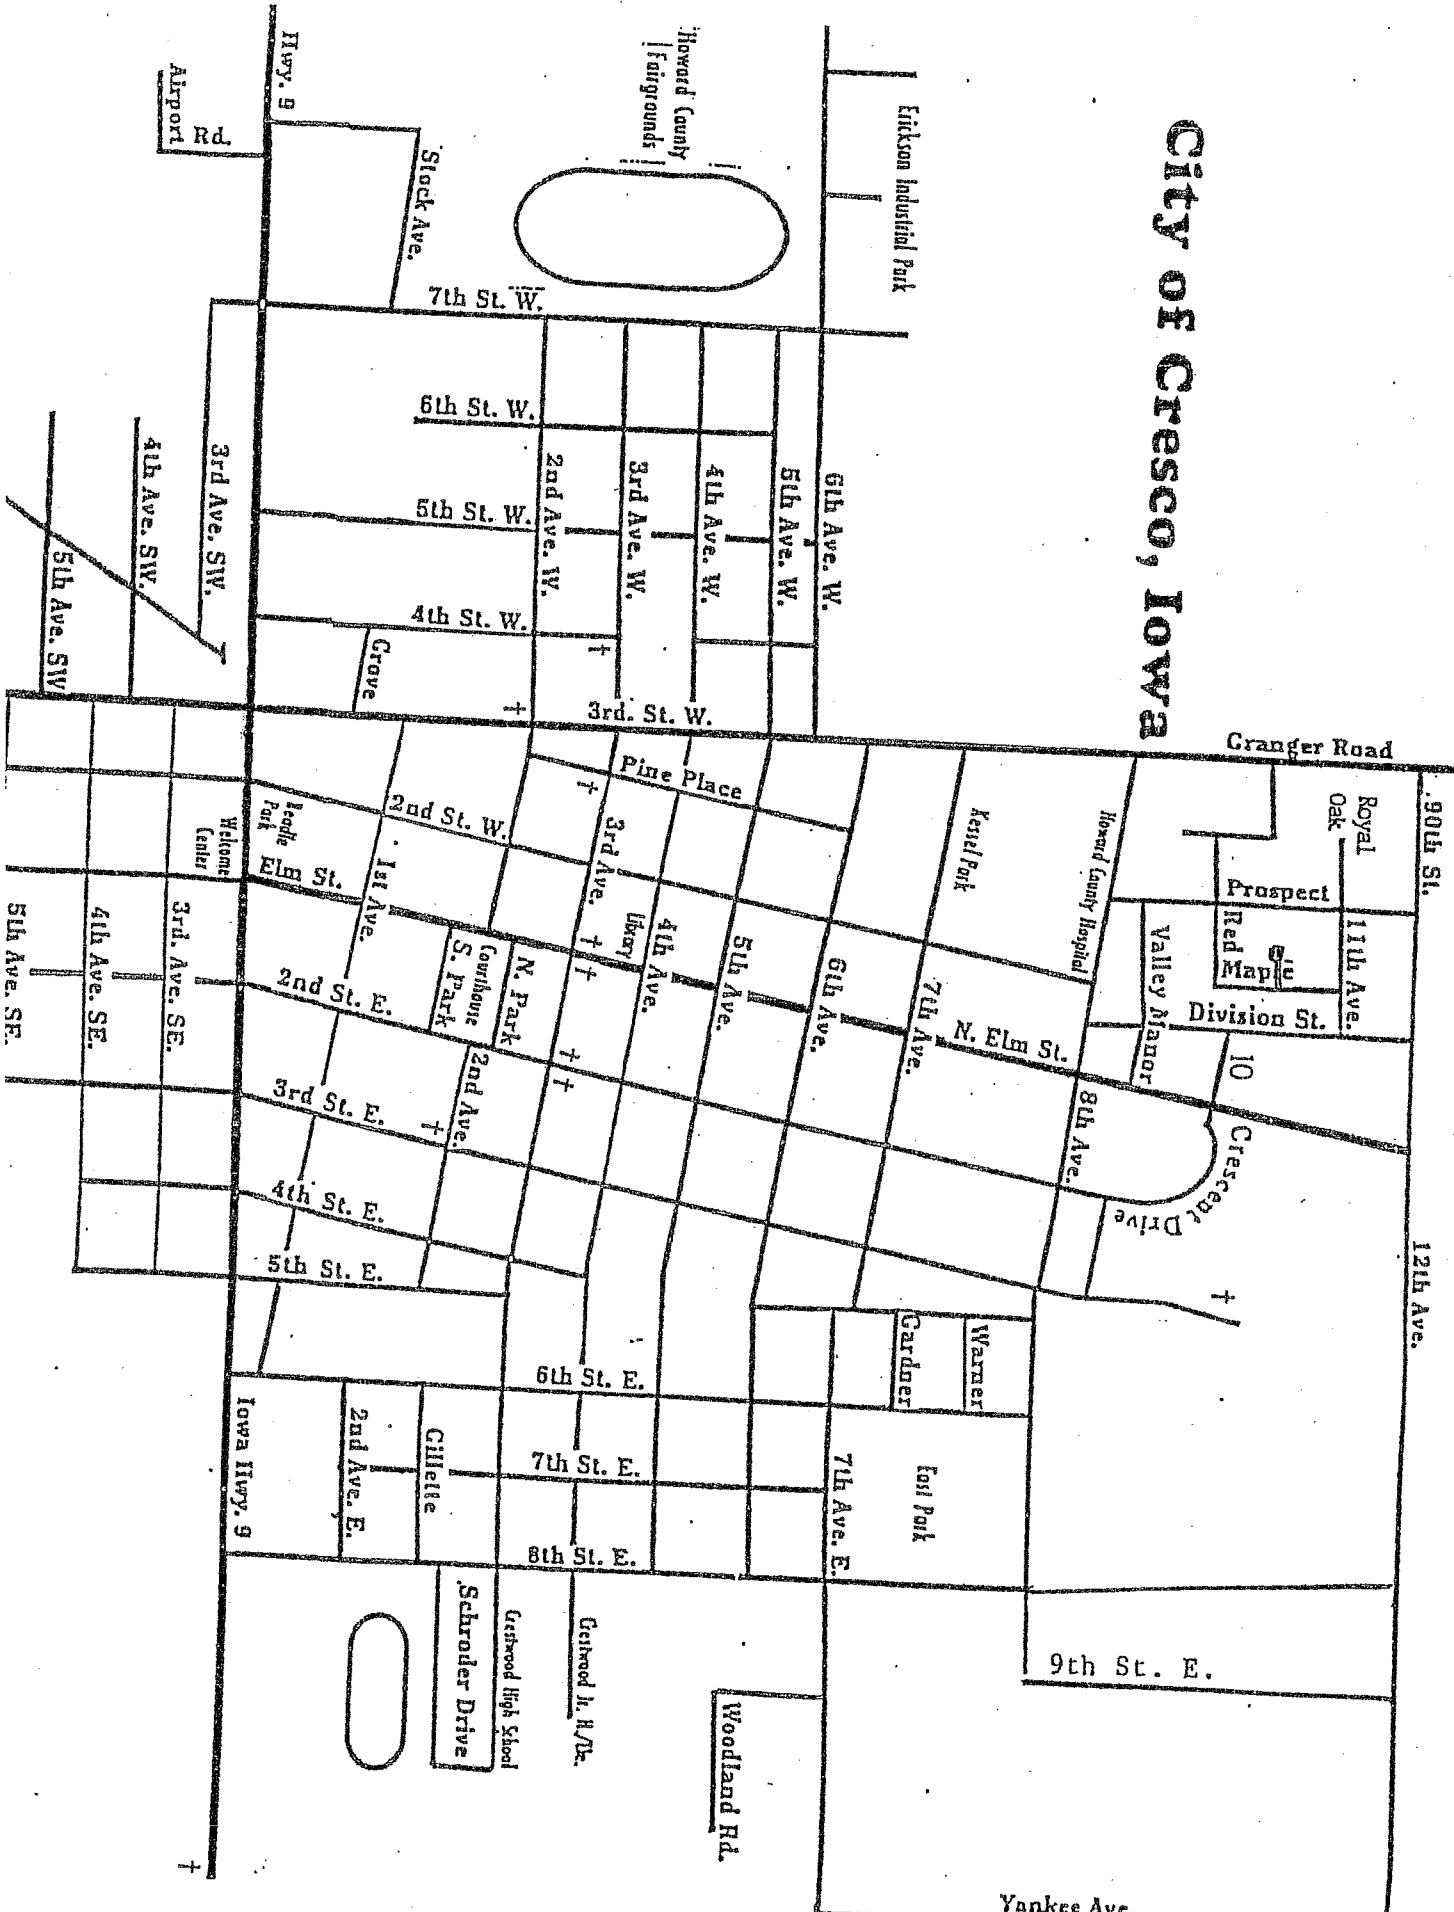 City of Cresco, Iowa
Hwy. 9
Airport Rd.
Stock Ave.
Howard County
Fairgrounds
Erickson Industrial Park
7th St. W.
6th St. W.
5th St. W.
4th St. W.
Grove
3rd. St. W.
2nd Ave. W.
3rd Ave. W.
4th Ave. W.
5th Ave. W.
6th Ave. W.
3rd Ave. SW.
4th Ave. SW.
5th Ave. SW
Granger Road
Royal
Oak
.90th St.
Prospect
Red
Maple
11th Ave.
Valley Manor
Division St.
10
Crescent Drive
12th Ave.
Howard County Hospital
Kessel Park
Pine Place
2nd St. W.
Beadle
Park
Welcome
Center
Elm St.
1st Ave.
3rd Ave.
Library
4th Ave.
5th Ave.
6th Ave.
7th Ave.
N. Elm St.
8th Ave.
Courthouse
S. Park
N. Park
2nd Ave.
2nd St. E.
3rd St. E.
4th St. E.
5th St. E.
3rd. Ave. SE.
4th Ave. SE.
5th Ave. SE.
6th St. E.
7th St. E.
8th St. E.
Gardner
Warner
East Park
7th Ave. E.
Iowa Hwy. 9
2nd Ave. E.
Gillette
Schroder Drive
Crestwood High School
Woodland Rd.
9th St. E.
Yankee Ave